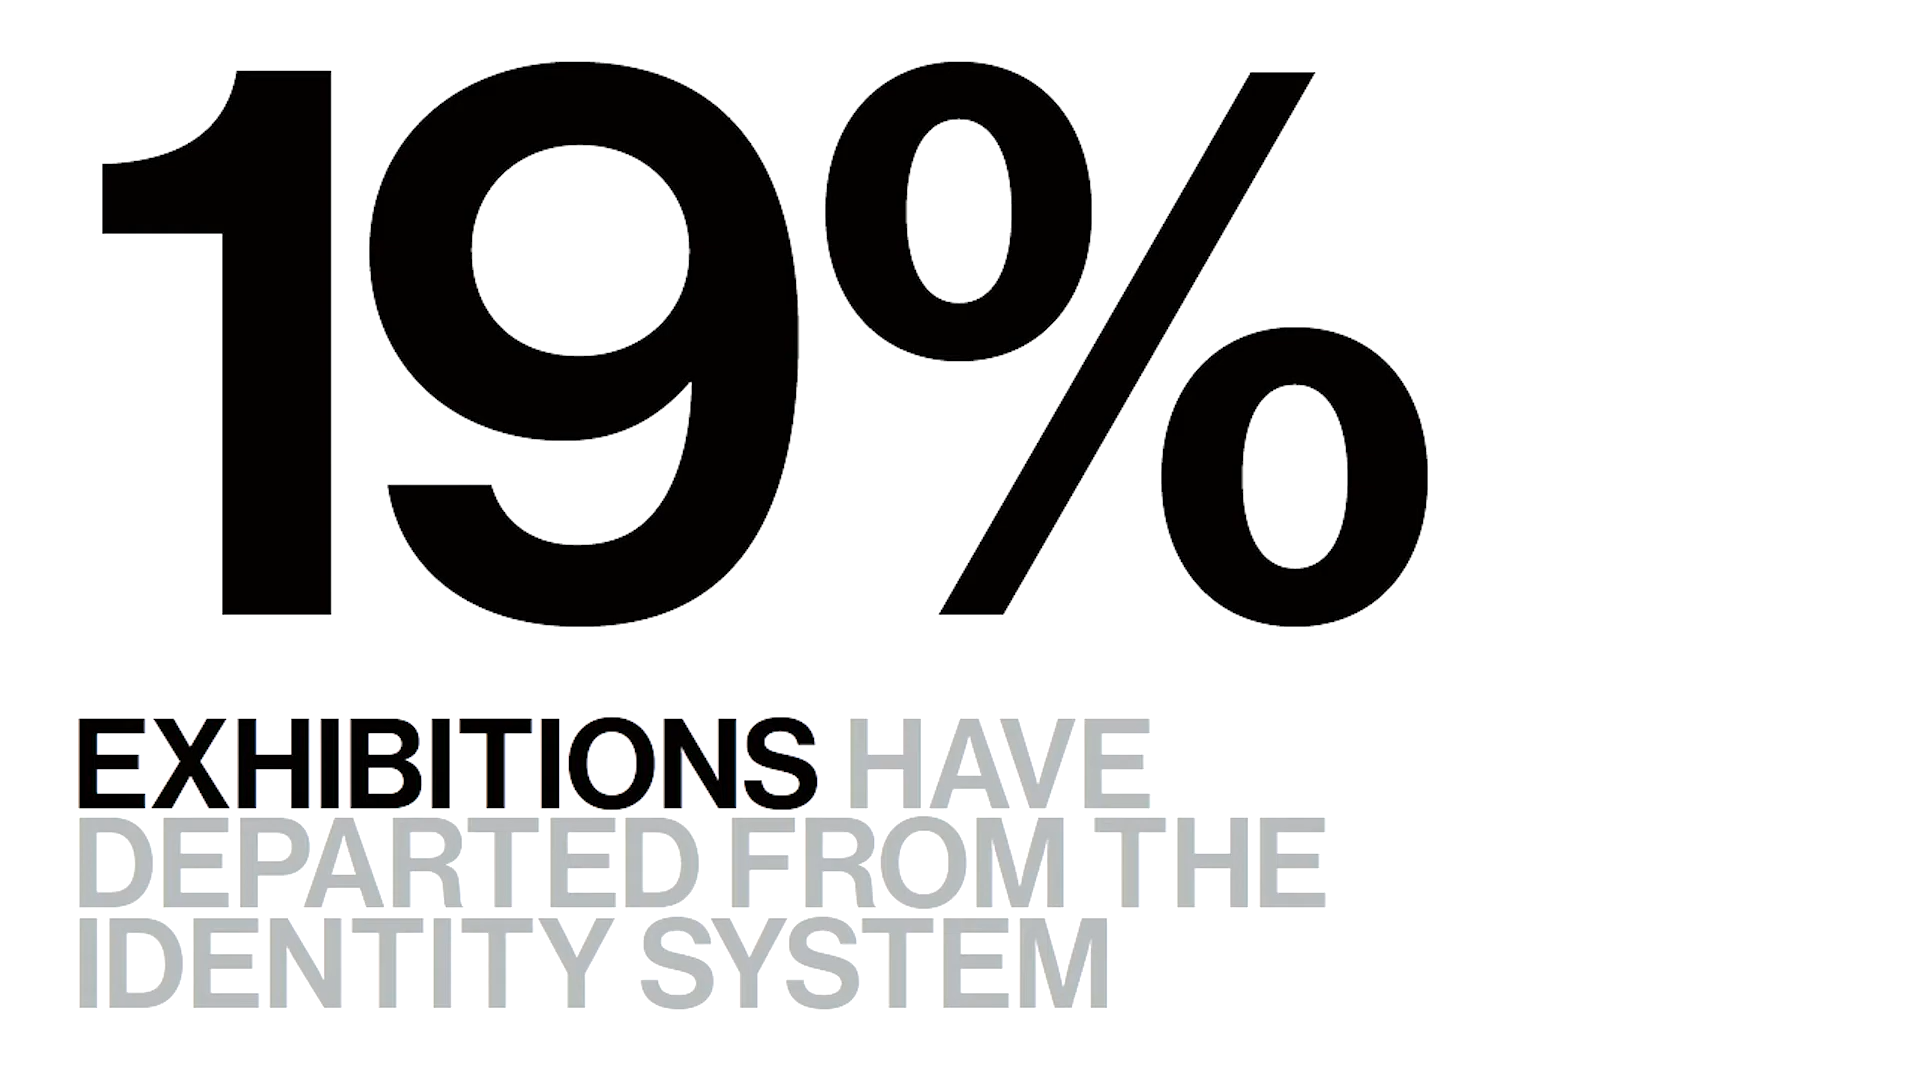 19%
EXHIBITIONS HAVE
DEPARTED FROM THE
IDENTITY SYSTEM